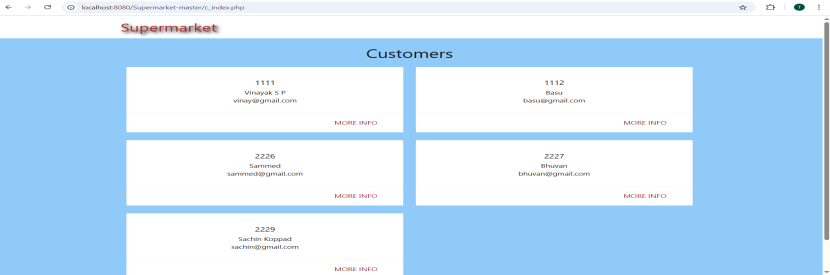 localhost:8080/Supermarket-master/c_index.php
Supermarket
Customers
1111
Vinayak S P
vinay@gmail.com
MORE INFO
1112
Basu
basu@gmail.com
MORE INFO
2226
Sammed
sammed@gmail.com
MORE INFO
2227
Bhuvan
bhuvan@gmail.com
MORE INFO
2229
Sachin Koppad
sachin@gmail.com
MORE INFO